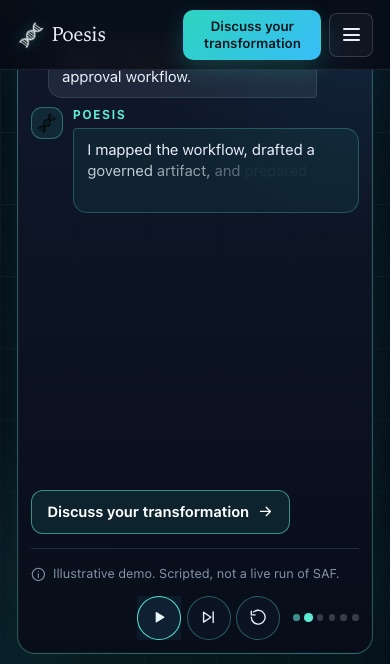 Poesis
Discuss your
transformation
approval workflow.
POESIS
I mapped the workflow, drafted a
governed artifact, and prepared
Discuss your transformation →
Illustrative demo. Scripted, not a live run of SAF.